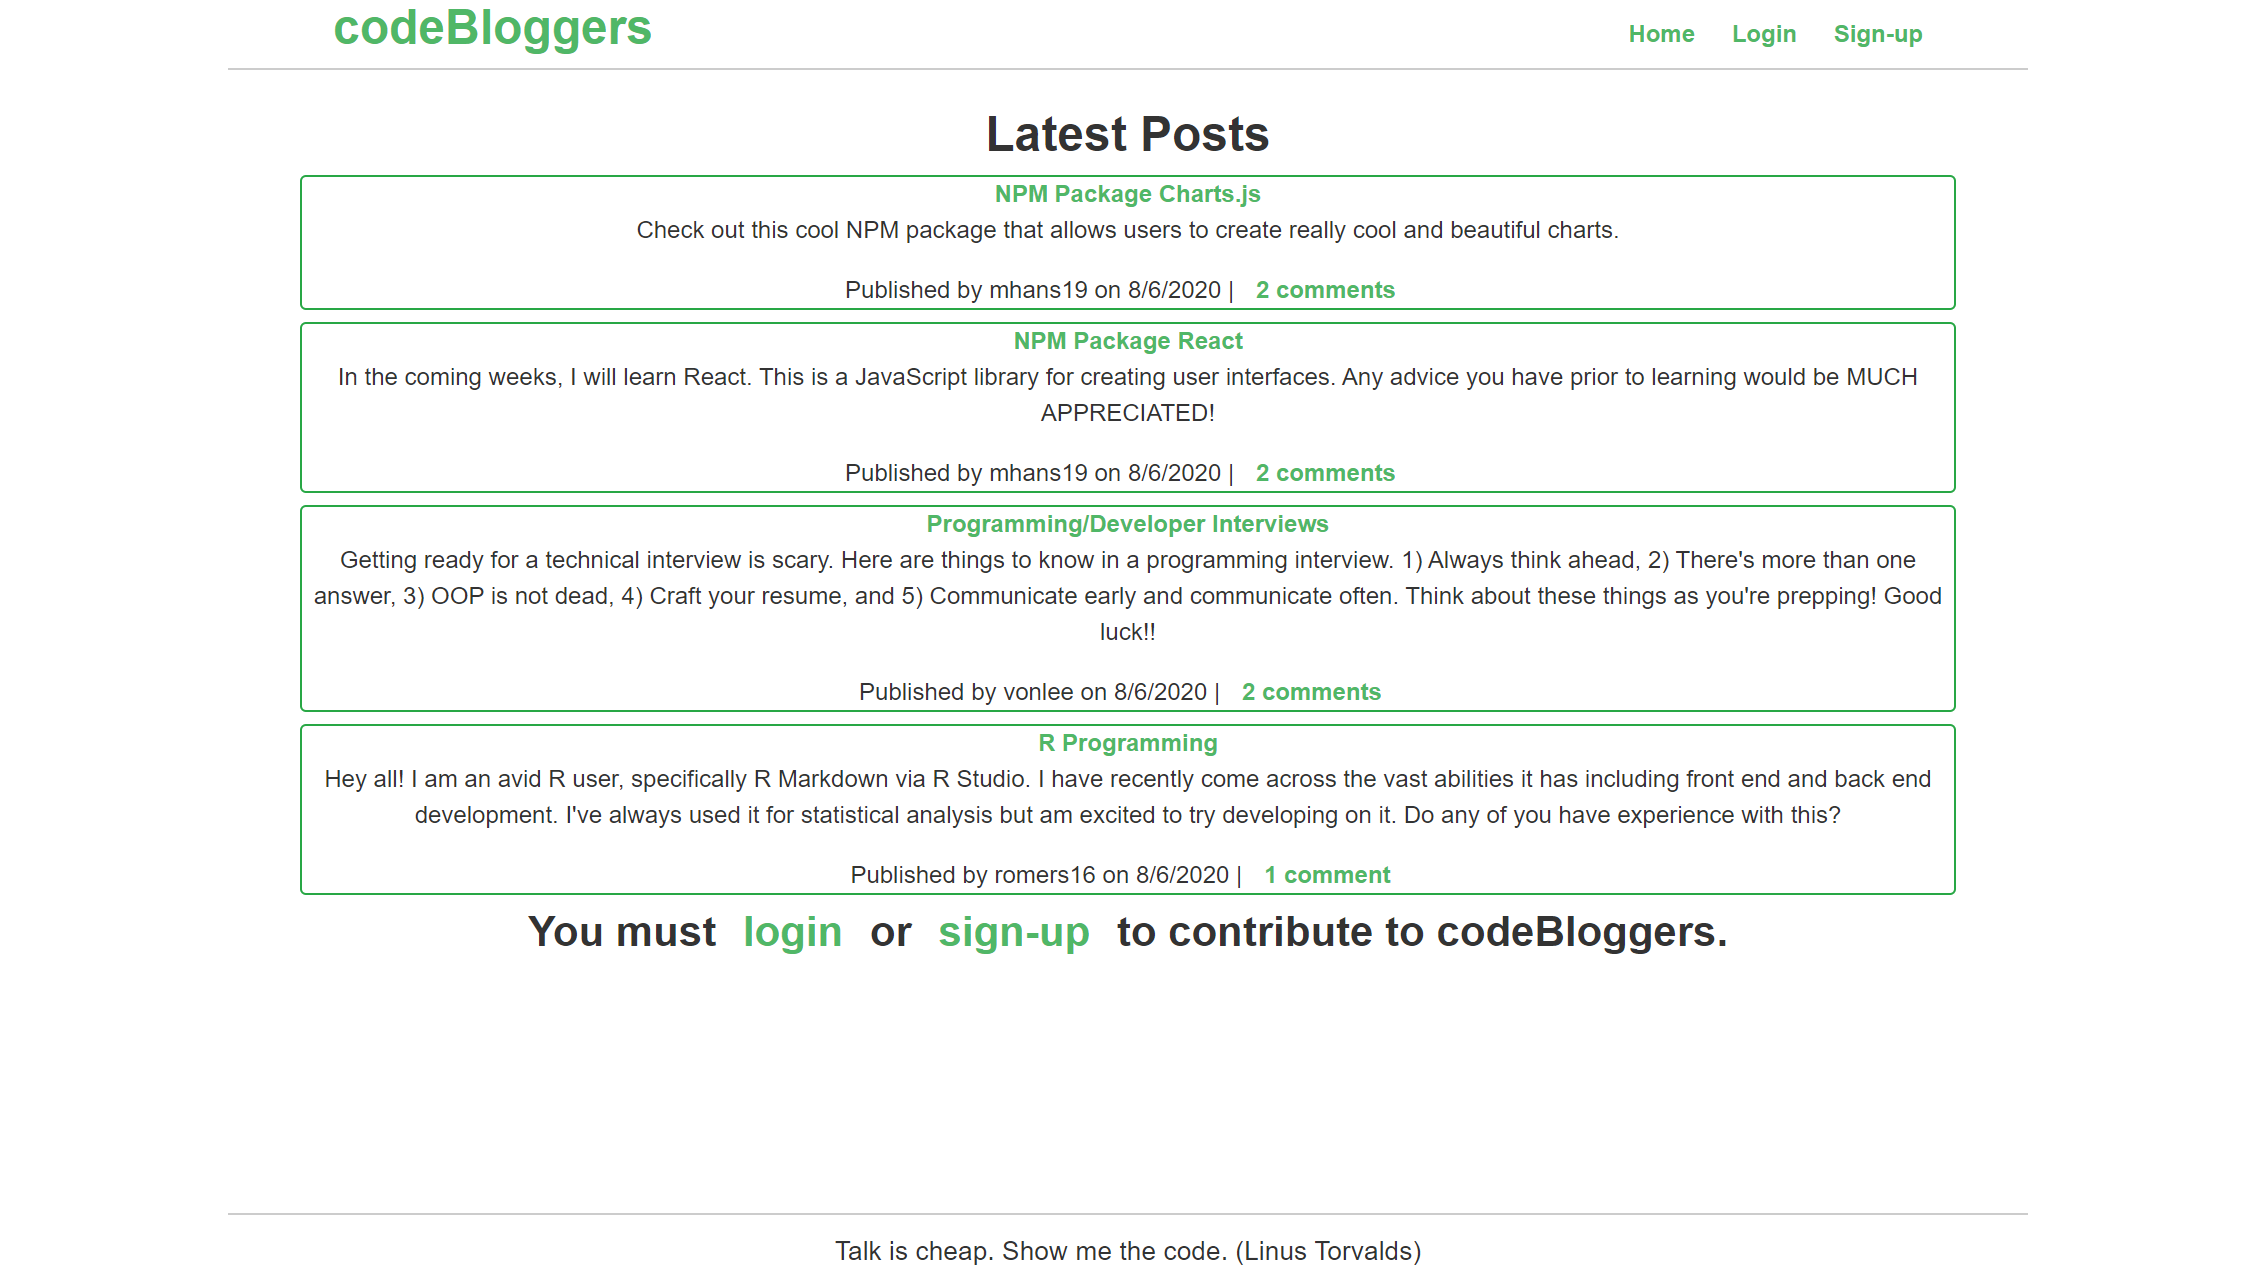 codeBloggers
Home Login Sign-up
Latest Posts
NPM Package Charts.js
Check out this cool NPM package that allows users to create really cool and beautiful charts.
Published by mhans19 on 8/6/2020 | 2 comments
NPM Package React
In the coming weeks, I will learn React. This is a JavaScript library for creating user interfaces. Any advice you have prior to learning would be MUCH
APPRECIATED!
Published by mhans19 on 8/6/2020 | 2 comments
Programming/Developer Interviews
Getting ready for a technical interview is scary. Here are things to know in a programming interview. 1) Always think ahead, 2) There's more than one
answer, 3) OOP is not dead, 4) Craft your resume, and 5) Communicate early and communicate often. Think about these things as you're prepping! Good
luck!!
Published by vonlee on 8/6/2020 | 2 comments
R Programming
Hey all! I am an avid R user, specifically R Markdown via R Studio. I have recently come across the vast abilities it has including front end and back end
development. I've always used it for statistical analysis but am excited to try developing on it. Do any of you have experience with this?
Published by romers16 on 8/6/2020 | 1 comment
You must login or sign-up to contribute to codeBloggers.
Talk is cheap. Show me the code. (Linus Torvalds)